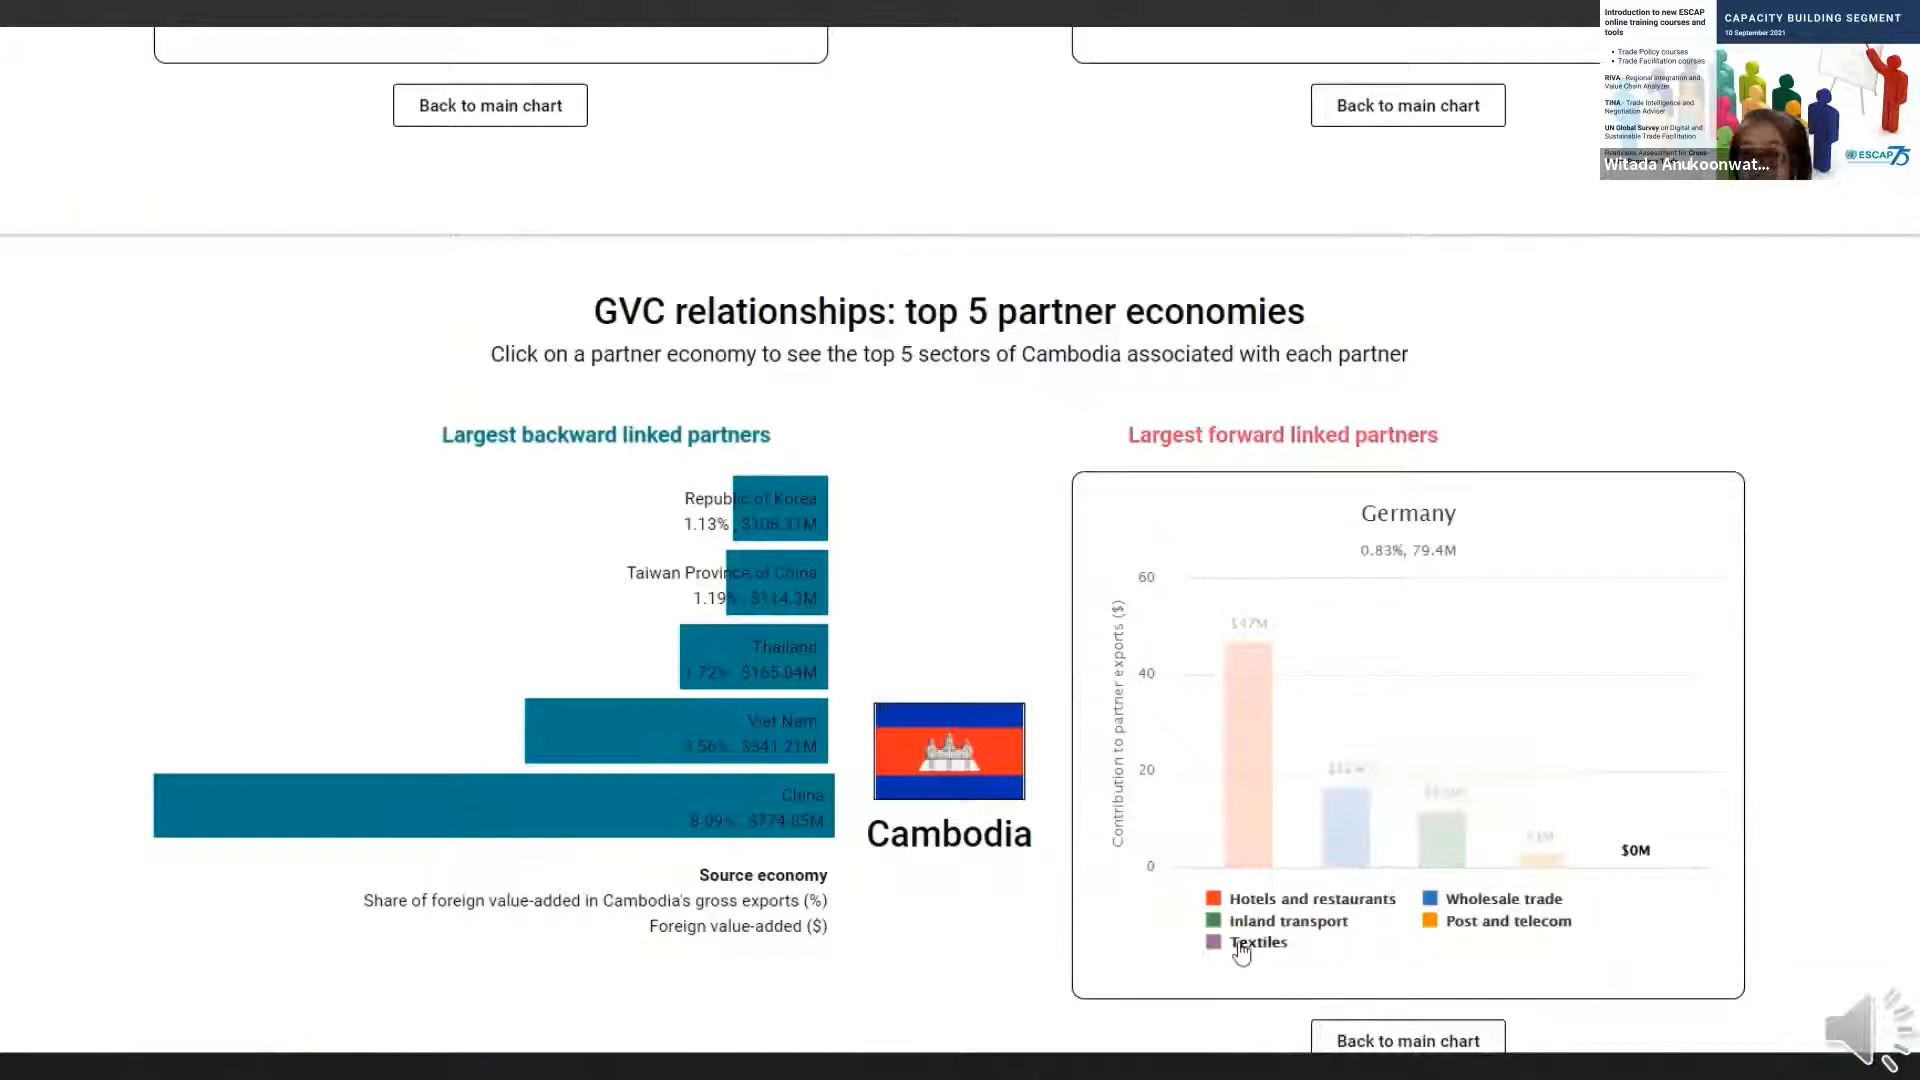 Back to main chart
Back to main chart
Introduction to new ESCAP
online training courses and
tools
• Trade Policy courses
• Trade Facilitation courses
RIVA - Regional Integration and
Value Chain Analyzer
TINA - Trade Intelligence and
Negotiation Adviser
UN Global Survey on Digital and
Sustainable Trade Facilitation
Readiness Assessment for Cross-
CAPACITY BUILDING SEGMENT
10 September 2021
ESCAP 75
Witada Anukoonwat...
GVC relationships: top 5 partner economies
Click on a partner economy to see the top 5 sectors of Cambodia associated with each partner
Largest backward linked partners
Republic of Korea
1.13%, $108.31M
Taiwan Province of China
1.19%, $114.3M
Thailand
1.72%, $165.04M
Viet Nam
3.56%, $341.21M
China
8.09%, $774.85M
Source economy
Share of foreign value-added in Cambodia's gross exports (%)
Foreign value-added ($)
Cambodia
Largest forward linked partners
Germany
0.83%, 79.4M
Contribution to partner exports ($)
60
40
20
0
$47M
$0M
Hotels and restaurants
Wholesale trade
Inland transport
Post and telecom
Textiles
Back to main chart